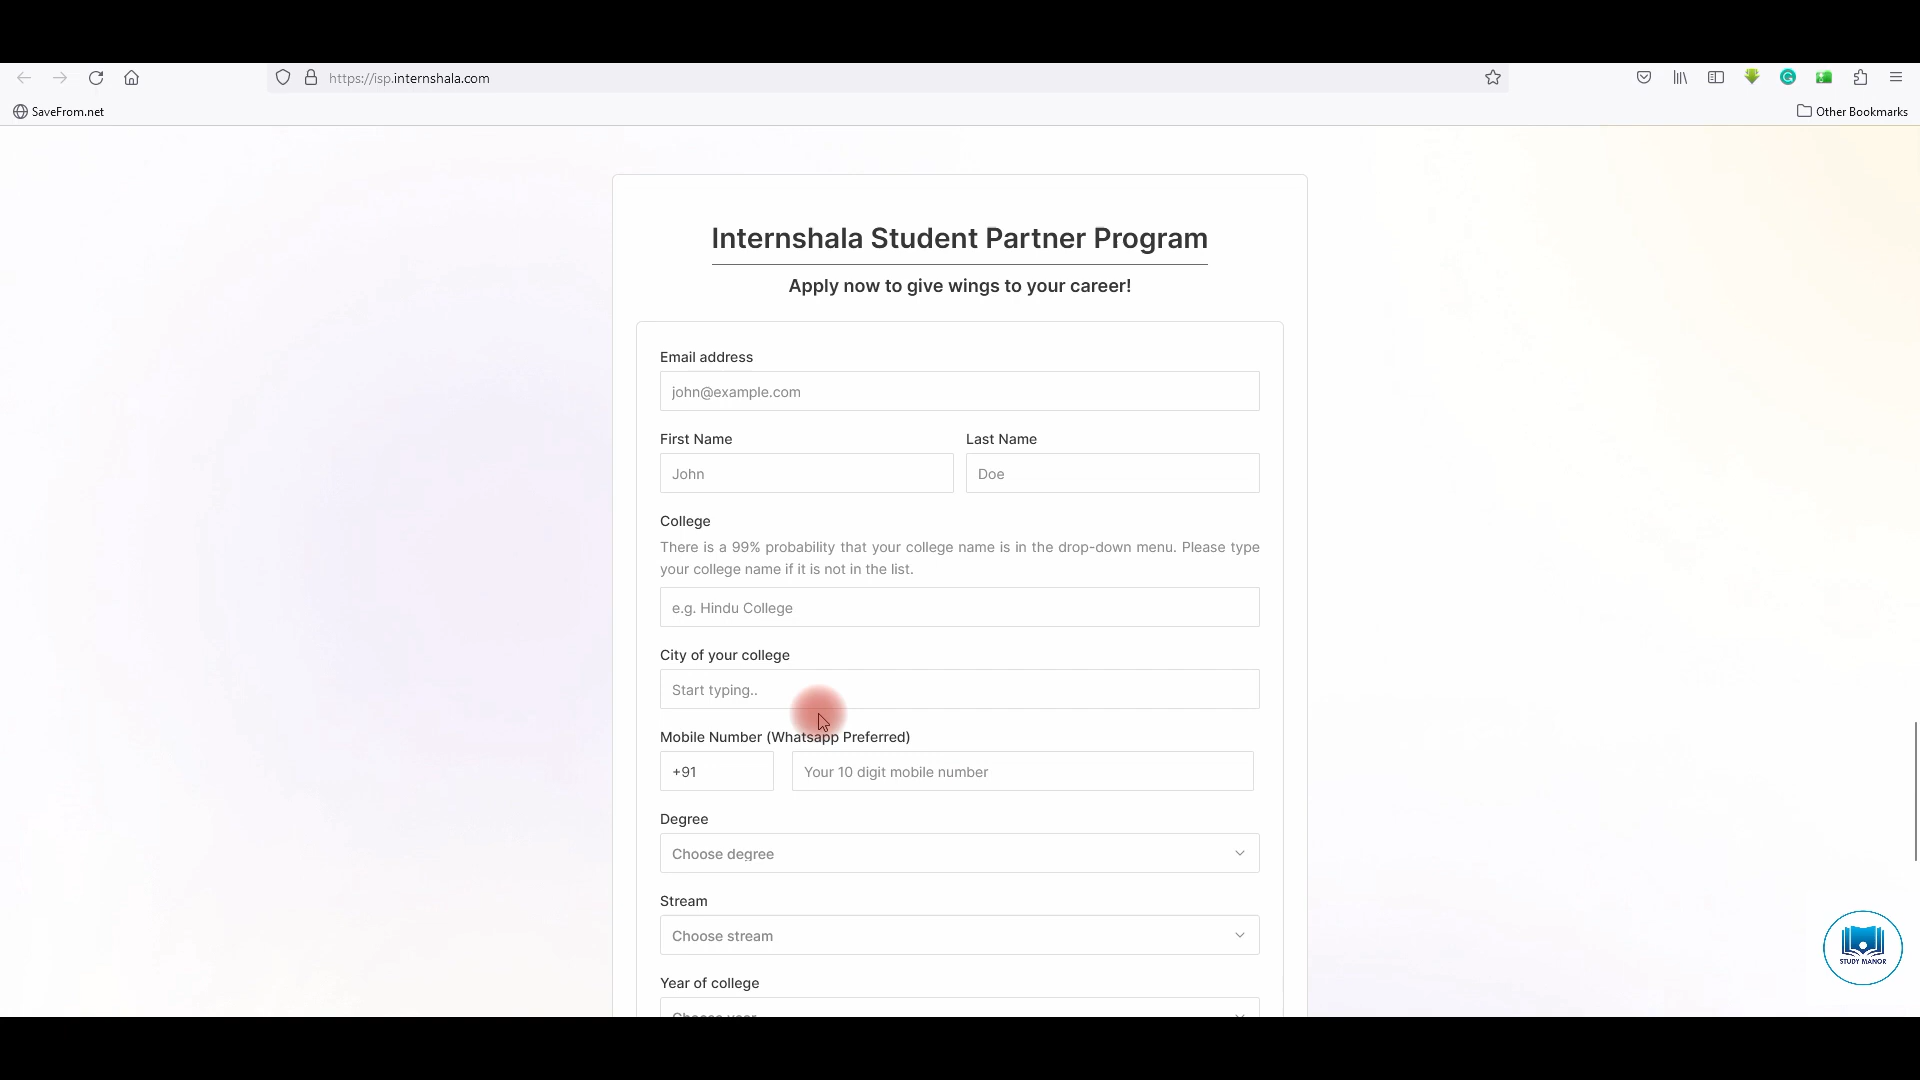 https://isp.internshala.com
SaveFrom.net
Other Bookmarks
Internshala Student Partner Program
Apply now to give wings to your career!
Email address
john@example.com
First Name
Last Name
John
Doe
College
There is a 99% probability that your college name is in the drop-down menu. Please type
your college name if it is not in the list.
e.g. Hindu College
City of your college
Start typing..
Mobile Number (Whatsapp Preferred)
+91
Your 10 digit mobile number
Degree
Choose degree
Stream
Choose stream
Year of college
Choose year
STUDY MANOR